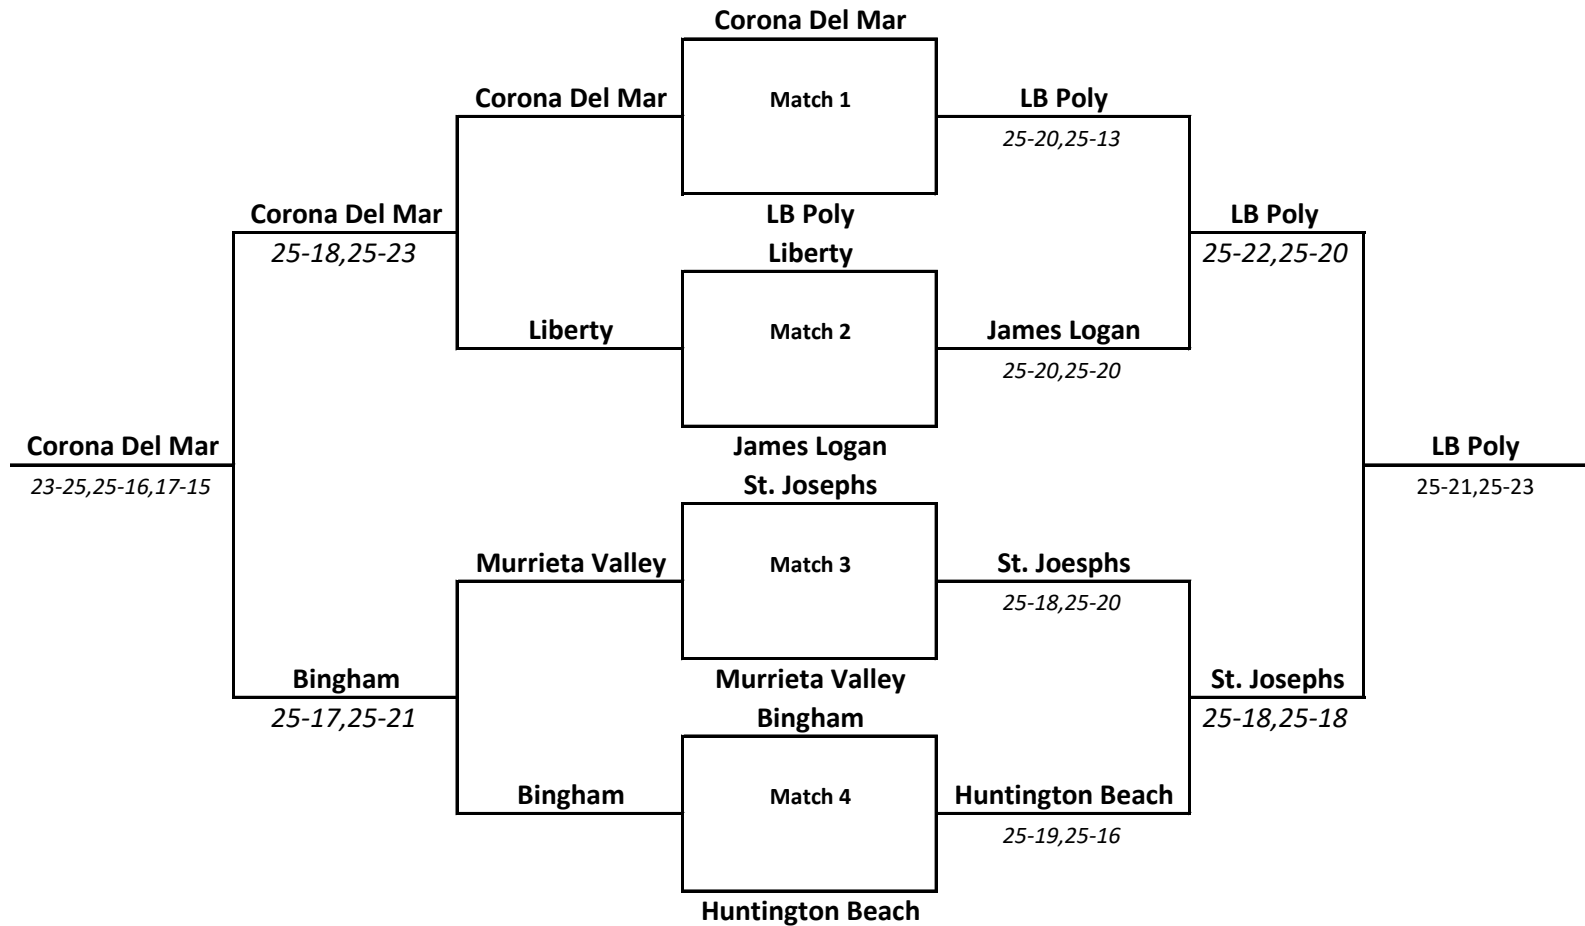 Corona Del Mar
Corona Del Mar
Match 1
LB Poly
25-20,25-13
Corona Del Mar
LB Poly
LB Poly
25-18,25-23
Liberty
25-22,25-20
Liberty
Match 2
James Logan
25-20,25-20
Corona Del Mar
James Logan
LB Poly
23-25,25-16,17-15
St. Josephs
25-21,25-23
Murrieta Valley
Match 3
St. Joesphs
25-18,25-20
Bingham
Murrieta Valley
St. Josephs
25-17,25-21
Bingham
25-18,25-18
Bingham
Match 4
Huntington Beach
25-19,25-16
Huntington Beach